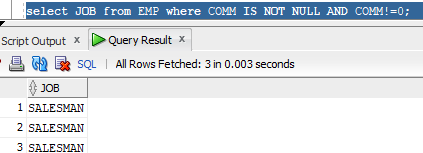 select JOB from EMP where COMM IS NOT NULL AND COMM!=0;
Script Output x Query Result x
SQL | All Rows Fetched: 3 in 0.003 seconds
JOB
1 SALESMAN
2 SALESMAN
3 SALESMAN